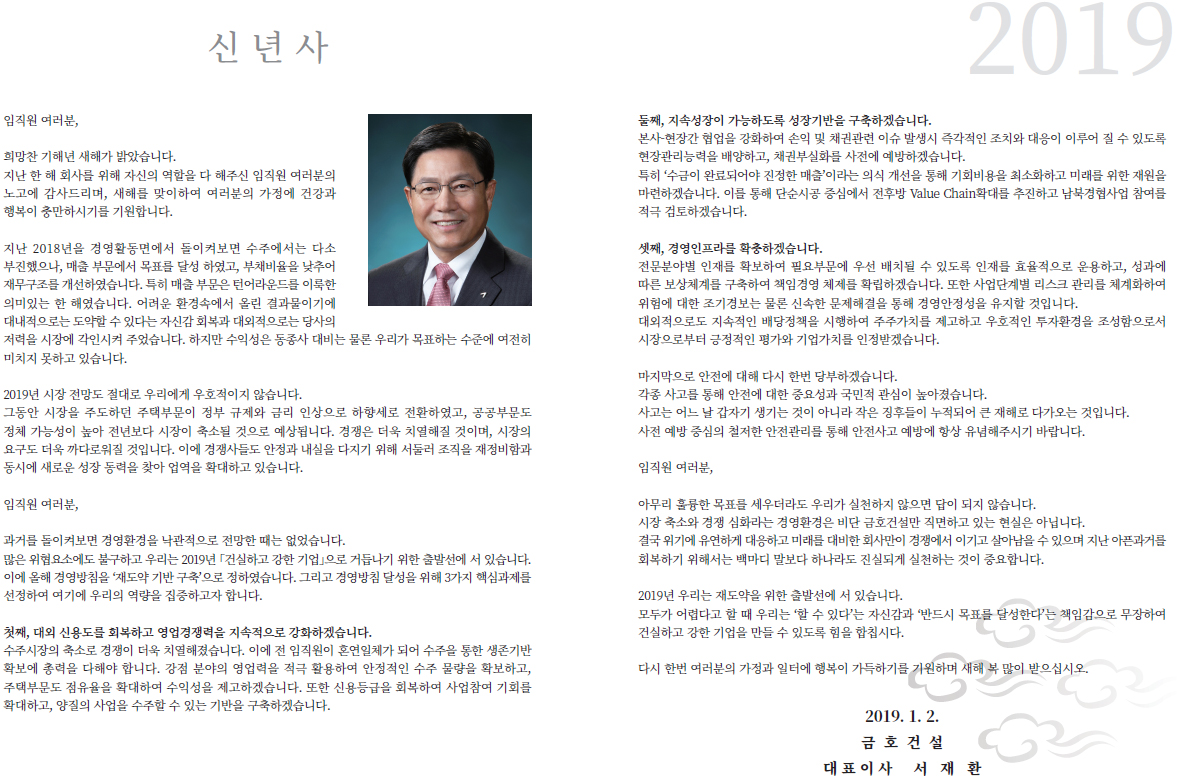 신년사
2019
임직원 여러분,
희망찬 기해년 새해가 밝았습니다.
지난 한 해 회사를 위해 자신의 역할을 다 해주신 임직원 여러분의
노고에 감사드리며, 새해를 맞이하여 여러분의 가정에 건강과
행복이 충만하시기를 기원합니다.
지난 2018년을 경영활동면에서 돌이켜보면 수주에서는 다소
부진했으나, 매출 부문에서 목표를 달성 하였고, 부채비율을 낮추어
재무구조를 개선하였습니다. 특히 매출 부문은 턴어라운드를 이룩한
의미있는 한 해였습니다. 어려운 환경속에서 올린 결과물이기에
대내적으로는 도약할 수 있다는 자신감 회복과 대외적으로는 당사의
저력을 시장에 각인시켜 주었습니다. 하지만 수익성은 동종사 대비는 물론 우리가 목표하는 수준에 여전히
미치지 못하고 있습니다.
2019년 시장 전망도 절대로 우리에게 우호적이지 않습니다.
그동안 시장을 주도하던 주택부문이 정부 규제와 금리 인상으로 하향세로 전환하였고, 공공부문도
정체 가능성이 높아 전년보다 시장이 축소될 것으로 예상됩니다. 경쟁은 더욱 치열해질 것이며, 시장의
요구도 더욱 까다로워질 것입니다. 이에 경쟁사들도 안정과 내실을 다지기 위해 서둘러 조직을 재정비함과
동시에 새로운 성장 동력을 찾아 업역을 확대하고 있습니다.
임직원 여러분,
과거를 돌이켜보면 경영환경을 낙관적으로 전망한 때는 없었습니다.
많은 위협요소에도 불구하고 우리는 2019년 「건실하고 강한 기업」으로 거듭나기 위한 출발선에 서 있습니다.
이에 올해 경영방침을 ‘재도약 기반 구축’으로 정하였습니다. 그리고 경영방침 달성을 위해 3가지 핵심과제를
선정하여 여기에 우리의 역량을 집중하고자 합니다.
첫째, 대외 신용도를 회복하고 영업경쟁력을 지속적으로 강화하겠습니다.
수주시장의 축소로 경쟁이 더욱 치열해졌습니다. 이에 전 임직원이 혼연일체가 되어 수주을 통한 생존기반
확보에 총력을 다해야 합니다. 강점 분야의 영업력을 적극 활용하여 안정적인 수주 물량을 확보하고,
주택부문도 점유율을 확대하여 수익성을 제고하겠습니다. 또한 신용등급을 회복하여 사업참여 기회를
확대하고, 양질의 사업을 수주할 수 있는 기반을 구축하겠습니다.
둘째, 지속성장이 가능하도록 성장기반을 구축하겠습니다.
본사·현장간 협업을 강화하여 손익 및 채권관련 이슈 발생시 즉각적인 조치와 대응이 이루어 질 수 있도록
현장관리능력을 배양하고, 채권부실화를 사전에 예방하겠습니다.
특히 ‘수금이 완료되어야 진정한 매출’이라는 의식 개선을 통해 기회비용을 최소화하고 미래를 위한 재원을
마련하겠습니다. 이를 통해 단순시공 중심에서 전후방 Value Chain확대를 추진하고 남북경협사업 참여를
적극 검토하겠습니다.
셋째, 경영인프라를 확충하겠습니다.
전문분야별 인재를 확보하여 필요부문에 우선 배치될 수 있도록 인재를 효율적으로 운용하고, 성과에
따른 보상체계를 구축하여 책임경영 체제를 확립하겠습니다. 또한 사업단계별 리스크 관리를 체계화하여
위험에 대한 조기경보는 물론 신속한 문제해결을 통해 경영안정성을 유지할 것입니다.
대외적으로도 지속적인 배당정책을 시행하여 주주가치를 제고하고 우호적인 투자환경을 조성함으로서
시장으로부터 긍정적인 평가와 기업가치를 인정받겠습니다.
마지막으로 안전에 대해 다시 한번 당부하겠습니다.
각종 사고를 통해 안전에 대한 중요성과 국민적 관심이 높아졌습니다.
사고는 어느 날 갑자기 생기는 것이 아니라 작은 징후들이 누적되어 큰 재해로 다가오는 것입니다.
사전 예방 중심의 철저한 안전관리를 통해 안전사고 예방에 항상 유념해주시기 바랍니다.
임직원 여러분,
아무리 훌륭한 목표를 세우더라도 우리가 실천하지 않으면 답이 되지 않습니다.
시장 축소와 경쟁 심화라는 경영환경은 비단 금호건설만 직면하고 있는 현실은 아닙니다.
결국 위기에 유연하게 대응하고 미래를 대비한 회사만이 경쟁에서 이기고 살아남을 수 있으며 지난 아픈과거를
회복하기 위해서는 백마디 말보다 하나라도 진실되게 실천하는 것이 중요합니다.
2019년 우리는 재도약을 위한 출발선에 서 있습니다.
모두가 어렵다고 할 때 우리는 ‘할 수 있다’는 자신감과 ‘반드시 목표를 달성한다’는 책임감으로 무장하여
건실하고 강한 기업을 만들 수 있도록 힘을 합칩시다.
다시 한번 여러분의 가정과 일터에 행복이 가득하기를 기원하며 새해 복 많이 받으십시오.
2019. 1. 2.
금호건설
대표이사 서재환